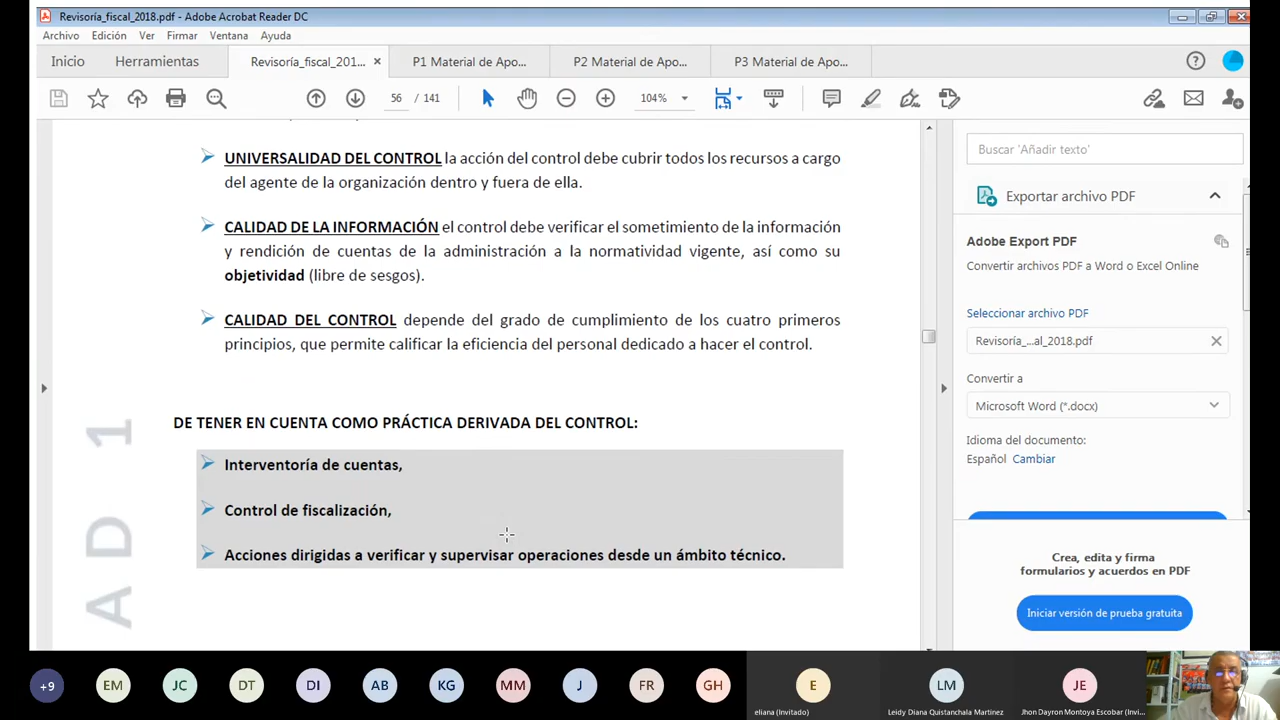 Revisoría_fiscal_2018.pdf - Adobe Acrobat Reader DC
Archivo Edición Ver Firmar Ventana Ayuda
Inicio Herramientas Revisoría_fiscal_201... × P1 Material de Apo... P2 Material de Apo... P3 Material de Apo...
56 / 141 104%
UNIVERSALIDAD DEL CONTROL la acción del control debe cubrir todos los recursos a cargo
del agente de la organización dentro y fuera de ella.
CALIDAD DE LA INFORMACIÓN el control debe verificar el sometimiento de la información
y rendición de cuentas de la administración a la normatividad vigente, así como su
objetividad (libre de sesgos).
CALIDAD DEL CONTROL depende del grado de cumplimiento de los cuatro primeros
principios, que permite calificar la eficiencia del personal dedicado a hacer el control.
DE TENER EN CUENTA COMO PRÁCTICA DERIVADA DEL CONTROL:
Interventoría de cuentas,
Control de fiscalización,
Acciones dirigidas a verificar y supervisar operaciones desde un ámbito técnico.
AD 1
Buscar 'Añadir texto'
Exportar archivo PDF
Adobe Export PDF
Convertir archivos PDF a Word o Excel Online
Seleccionar archivo PDF
Revisoría_...al_2018.pdf
Convertir a
Microsoft Word (*.docx)
Idioma del documento:
Español Cambiar
Crea, edita y firma
formularios y acuerdos en PDF
Iniciar versión de prueba gratuita
+9 EM JC DT DI AB KG MM J FR GH E LM JE
eliana (Invitado) Leidy Diana Quistanchala Martinez Jhon Dayron Montoya Escobar (Invi...